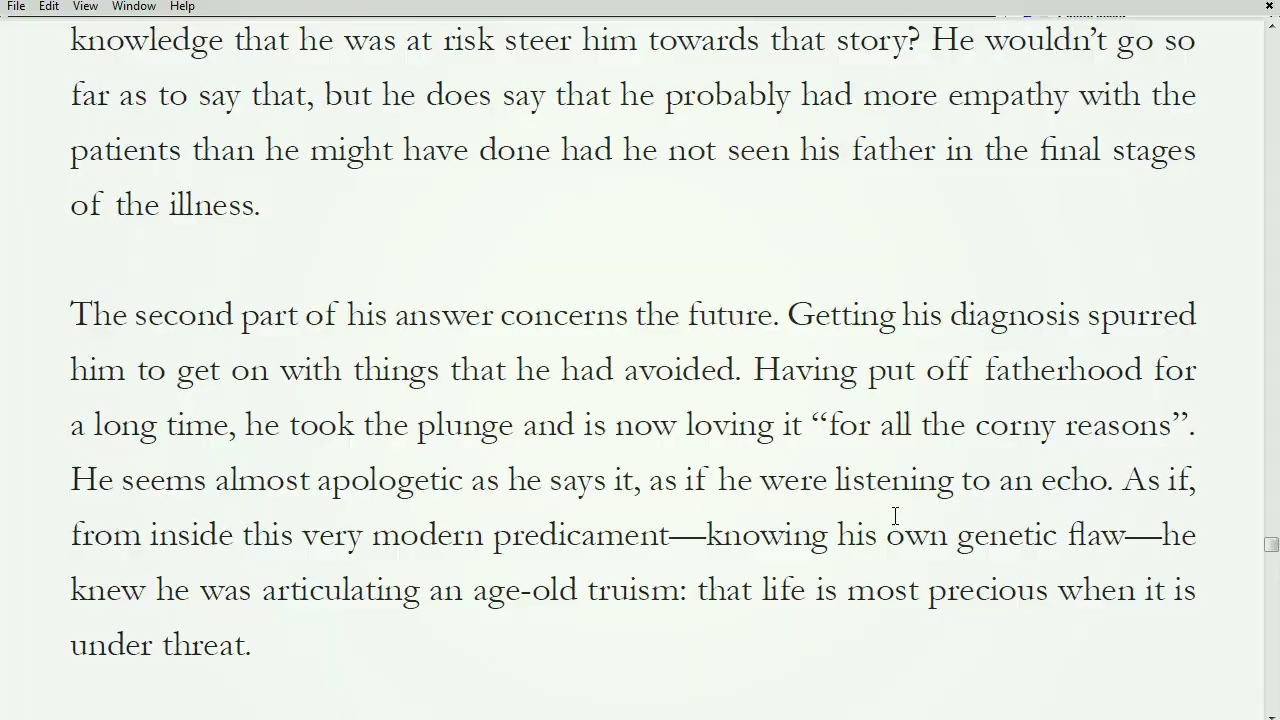 File Edit View Window Help
knowledge that he was at risk steer him towards that story? He wouldn’t go so
far as to say that, but he does say that he probably had more empathy with the
patients than he might have done had he not seen his father in the final stages
of the illness.
The second part of his answer concerns the future. Getting his diagnosis spurred
him to get on with things that he had avoided. Having put off fatherhood for
a long time, he took the plunge and is now loving it “for all the corny reasons”.
He seems almost apologetic as he says it, as if he were listening to an echo. As if,
from inside this very modern predicament—knowing his own genetic flaw—he
knew he was articulating an age-old truism: that life is most precious when it is
under threat.